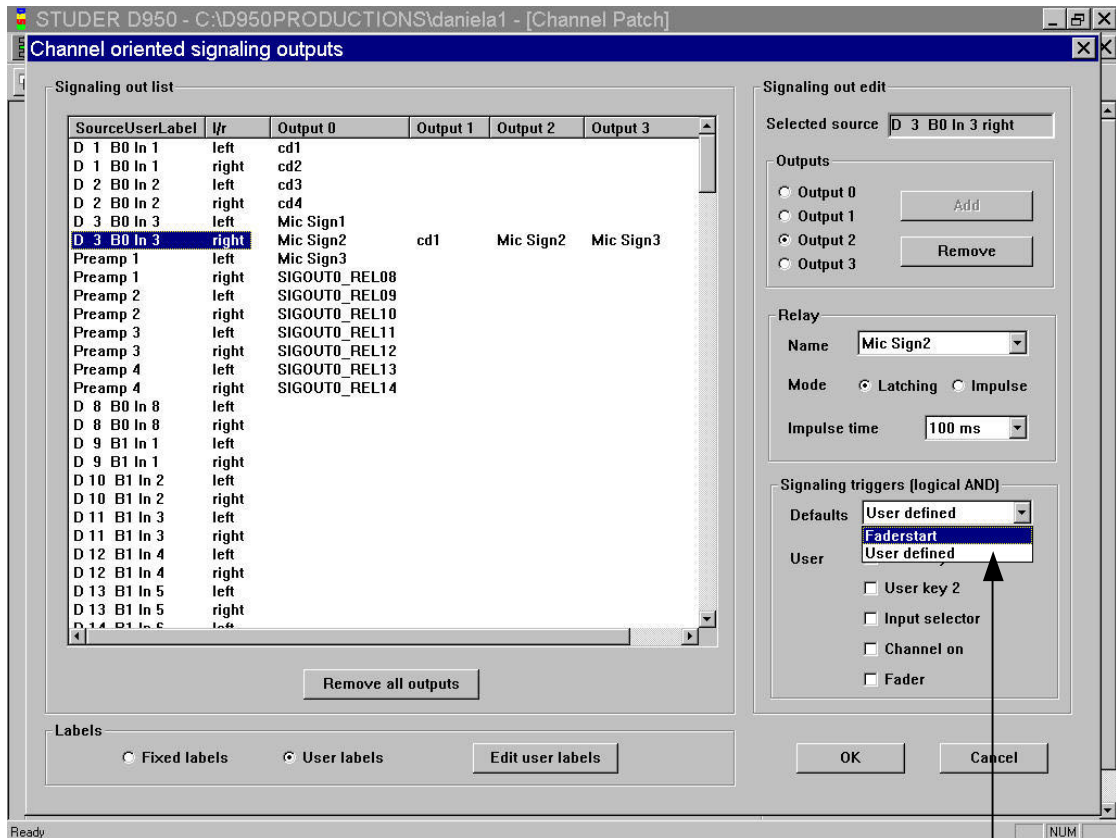 STUDER D950 - C:\D950PRODUCTIONS\daniela1 - [Channel Patch]
Channel oriented signaling outputs
Signaling out list
SourceUserLabel l/r Output 0 Output 1 Output 2 Output 3
D 1 B0 In 1 left cd1
D 1 B0 In 1 right cd2
D 2 B0 In 2 left cd3
D 2 B0 In 2 right cd4
D 3 B0 In 3 left Mic Sign1
D 3 B0 In 3 right Mic Sign2 cd1 Mic Sign2 Mic Sign3
Preamp 1 left Mic Sign3
Preamp 1 right SIGOUT0_REL08
Preamp 2 left SIGOUT0_REL09
Preamp 2 right SIGOUT0_REL10
Preamp 3 left SIGOUT0_REL11
Preamp 3 right SIGOUT0_REL12
Preamp 4 left SIGOUT0_REL13
Preamp 4 right SIGOUT0_REL14
D 8 B0 In 8 left
D 8 B0 In 8 right
D 9 B1 In 1 left
D 9 B1 In 1 right
D 10 B1 In 2 left
D 10 B1 In 2 right
D 11 B1 In 3 left
D 11 B1 In 3 right
D 12 B1 In 4 left
D 12 B1 In 4 right
D 13 B1 In 5 left
D 13 B1 In 5 right
D 14 B1 In 6 left
Remove all outputs
Labels
Fixed labels User labels Edit user labels
Signaling out edit
Selected source D 3 B0 In 3 right
Outputs
Output 0
Output 1
Output 2
Output 3
Add
Remove
Relay
Name Mic Sign2
Mode Latching Impulse
Impulse time 100 ms
Signaling triggers (logical AND)
Defaults User defined
Faderstart
User defined
User
User key 2
Input selector
Channel on
Fader
OK Cancel
Ready NUM